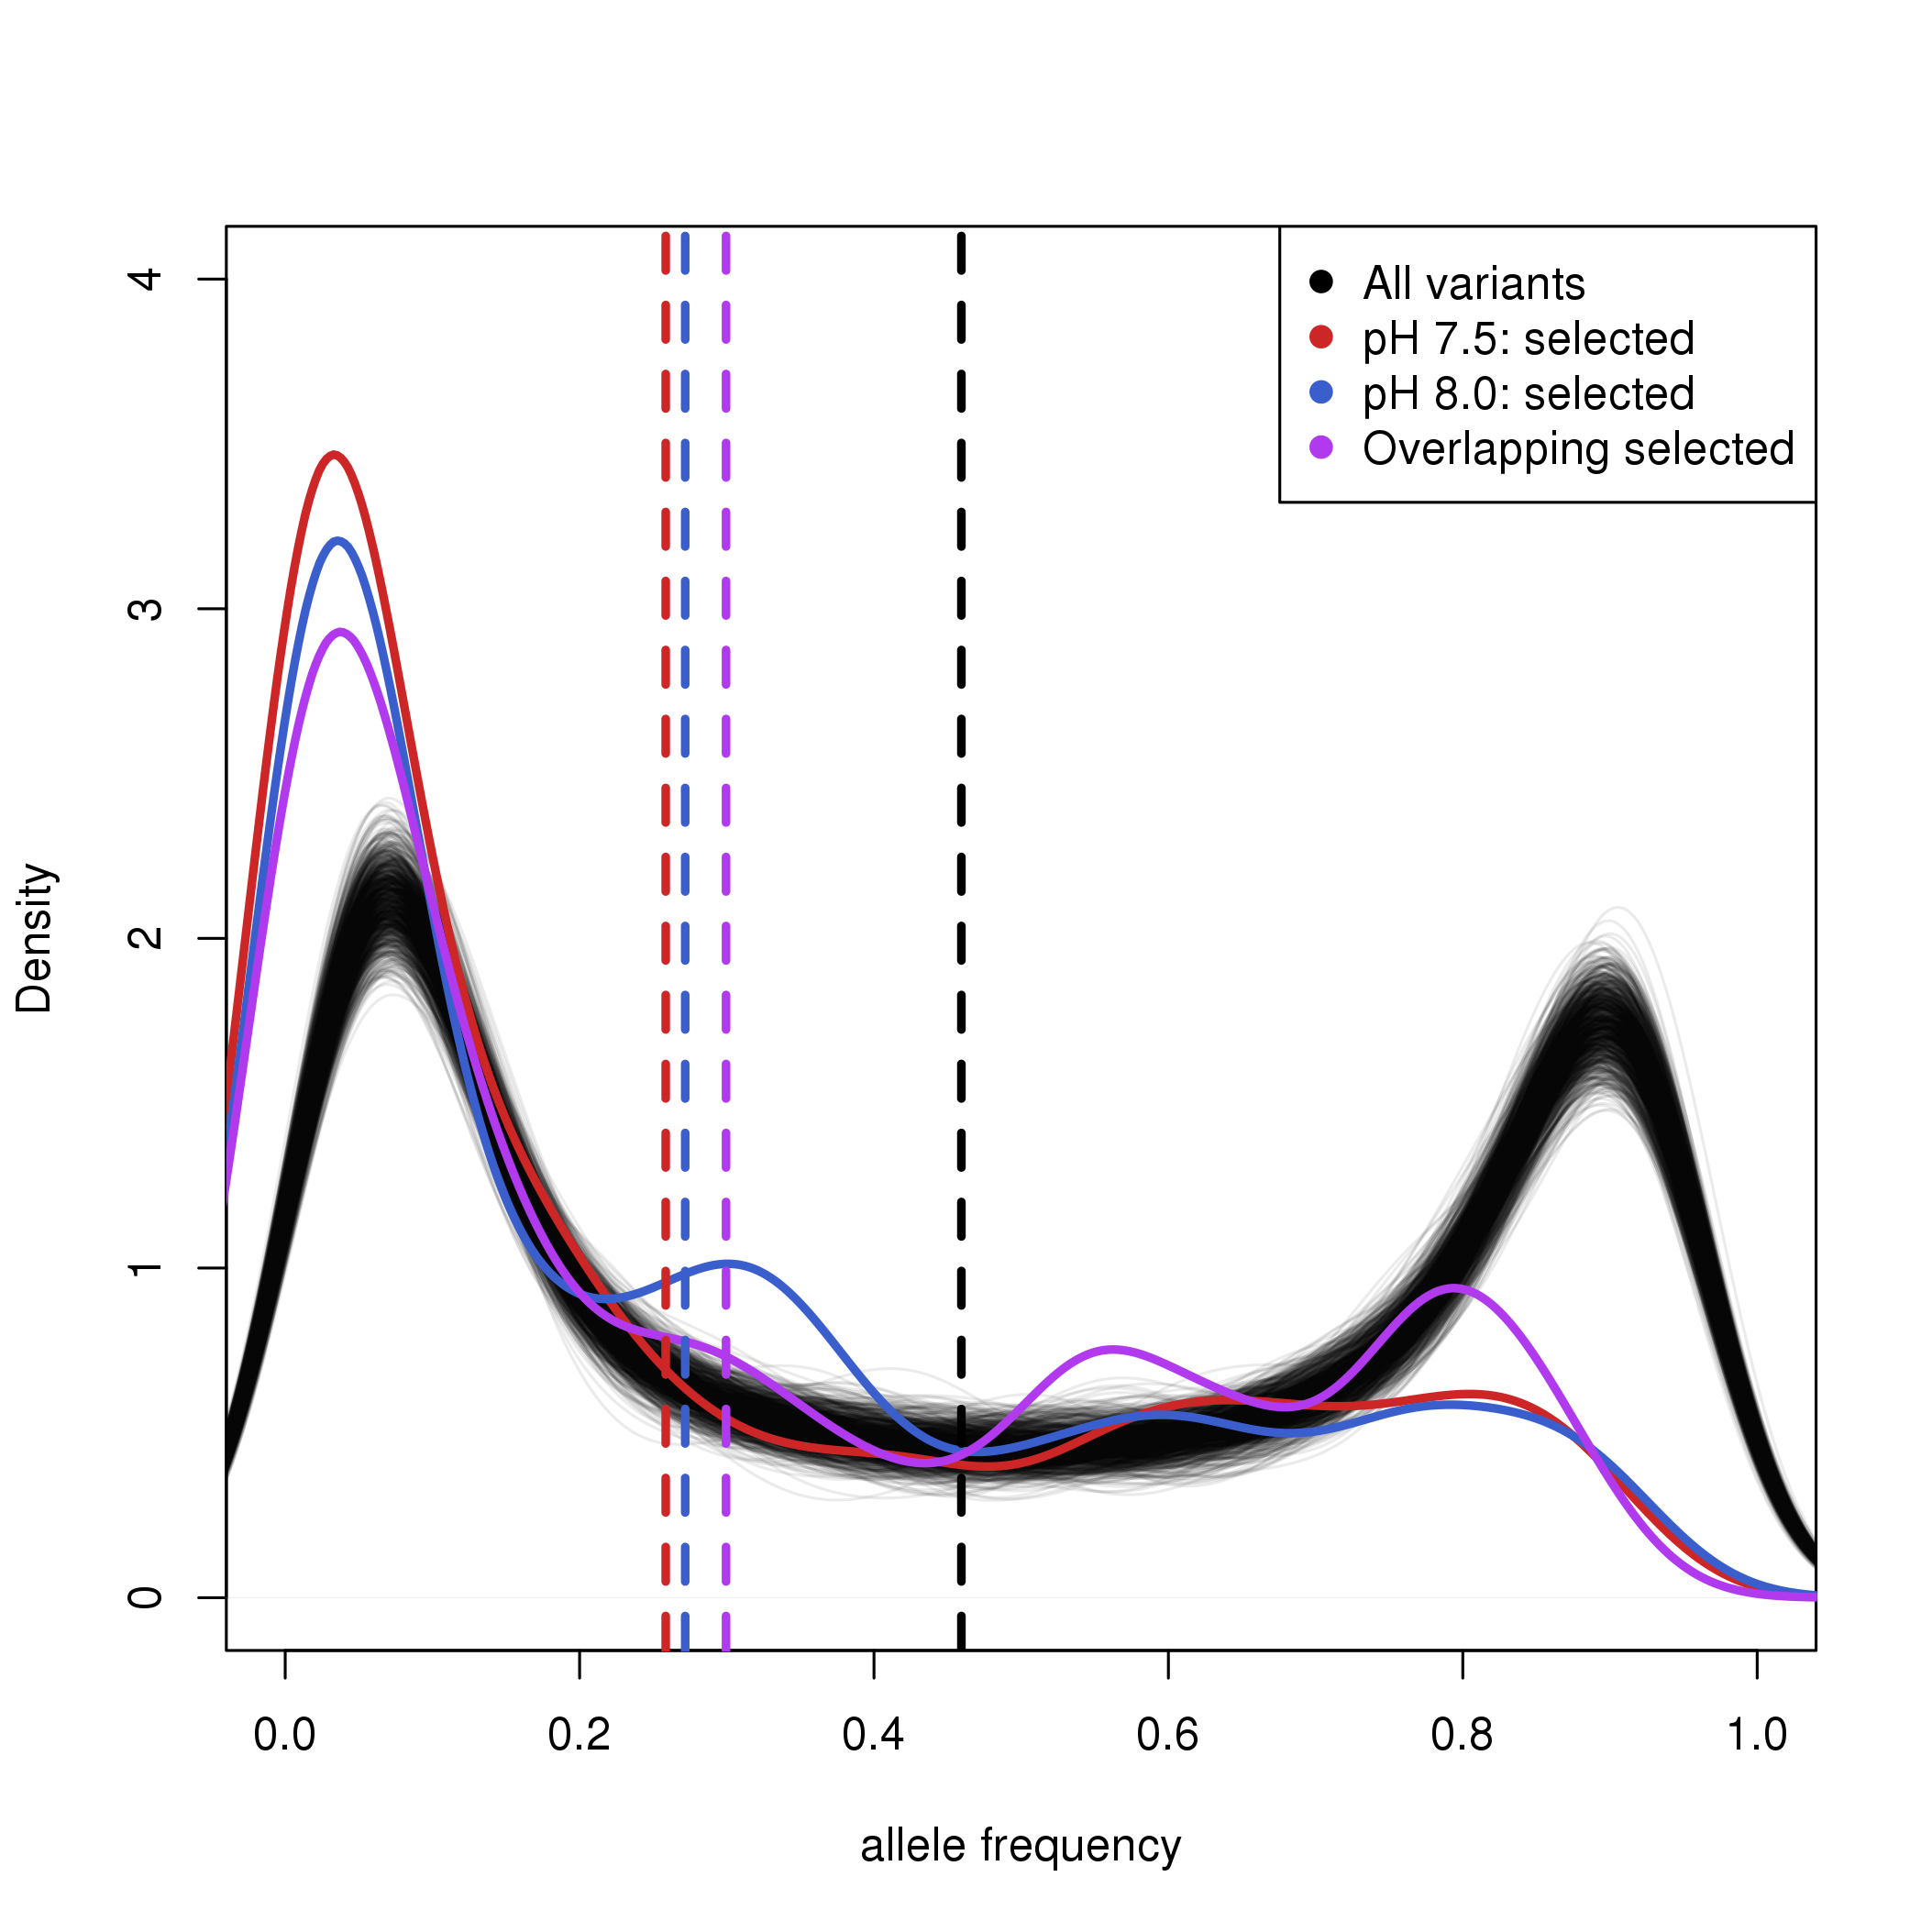 All variants
pH 7.5: selected
pH 8.0: selected
Overlapping selected
4
3
2
1
0
Density
0.0 0.2 0.4 0.6 0.8 1.0
allele frequency